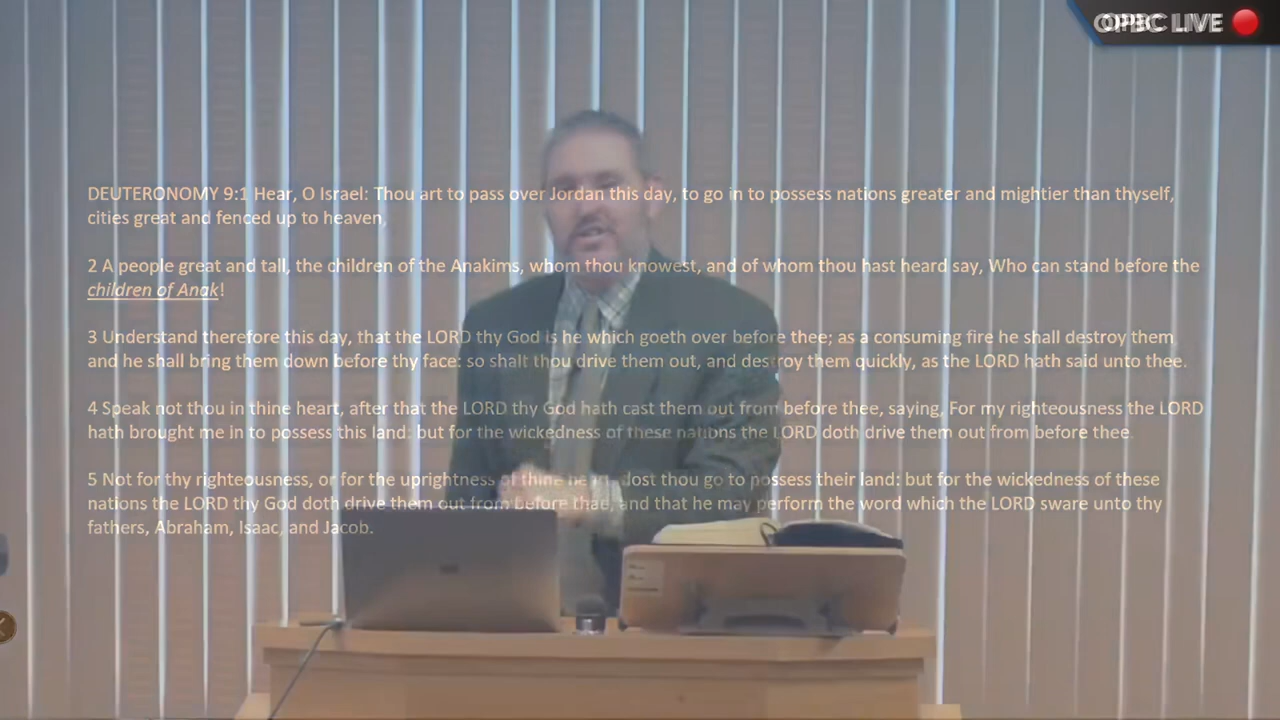 OPBC LIVE
DEUTERONOMY 9:1 Hear, O Israel: Thou art to pass over Jordan this day, to go in to possess nations greater and mightier than thyself,
cities great and fenced up to heaven,
2 A people great and tall, the children of the Anakims, whom thou knowest, and of whom thou hast heard say, Who can stand before the
children of Anak!
3 Understand therefore this day, that the LORD thy God is he which goeth over before thee; as a consuming fire he shall destroy them,
and he shall bring them down before thy face: so shalt thou drive them out, and destroy them quickly, as the LORD hath said unto thee.
4 Speak not thou in thine heart, after that the LORD thy God hath cast them out from before thee, saying, For my righteousness the LORD
hath brought me in to possess this land: but for the wickedness of these nations the LORD doth drive them out from before thee.
5 Not for thy righteousness, or for the uprightness of thine heart, dost thou go to possess their land: but for the wickedness of these
nations the LORD thy God doth drive them out from before thee, and that he may perform the word which the LORD sware unto thy
fathers, Abraham, Isaac, and Jacob.